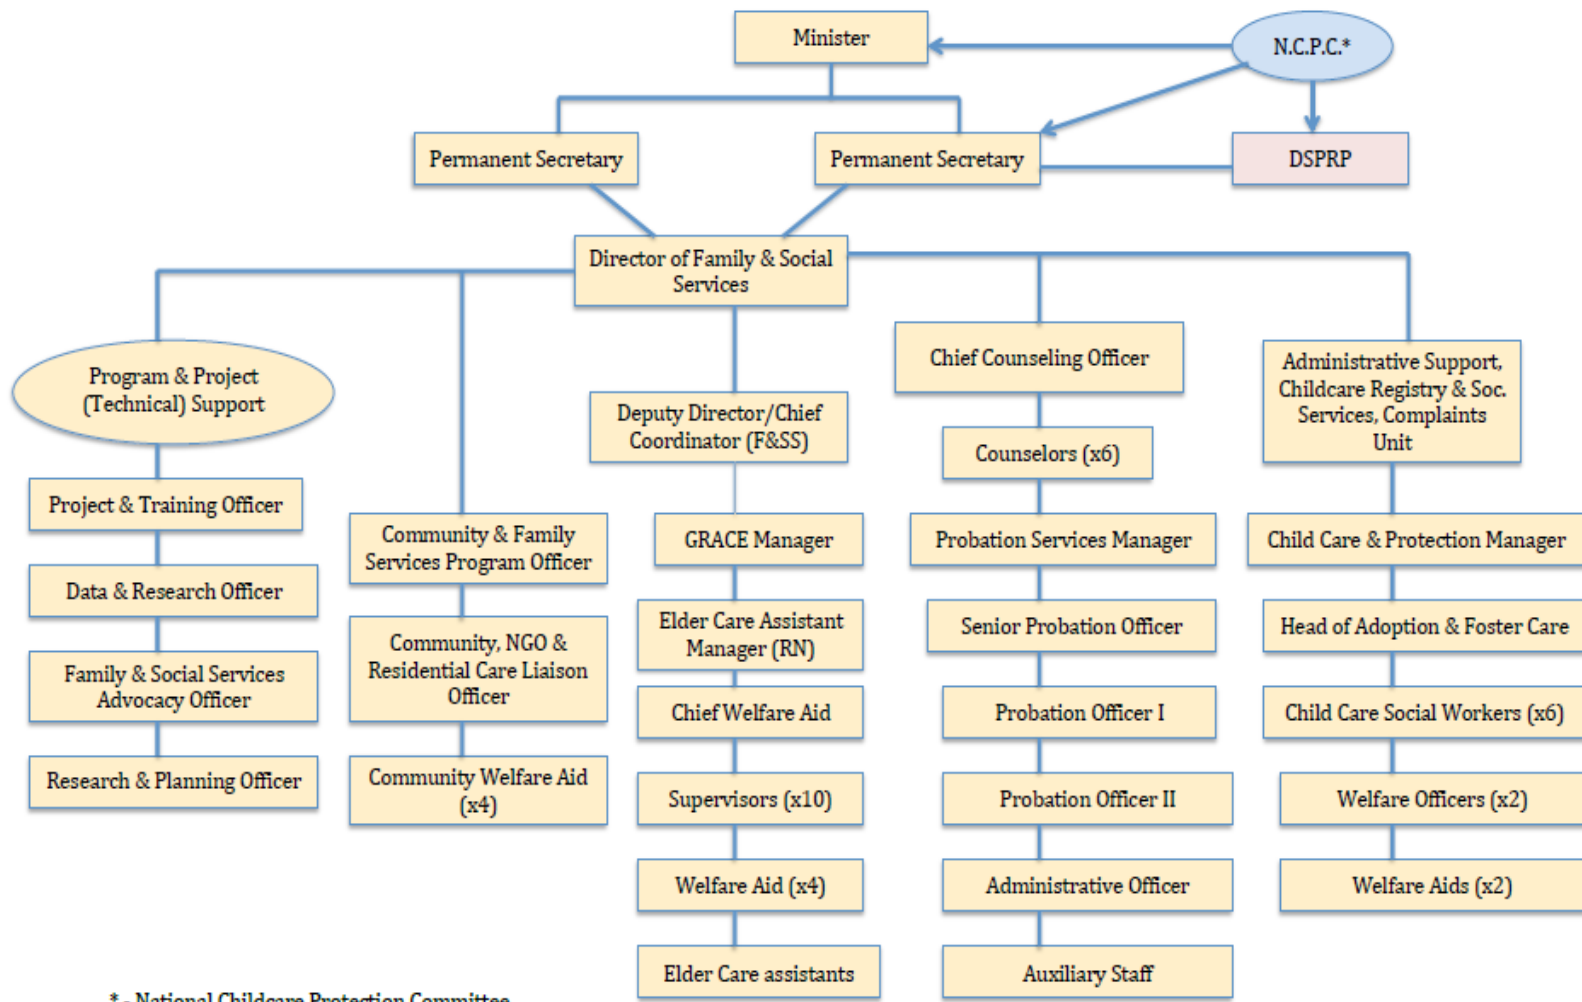 Minister
N.C.P.C.*
Permanent Secretary
Permanent Secretary
DSPRP
Director of Family & Social
Services
Program & Project
(Technical) Support
Project & Training Officer
Data & Research Officer
Family & Social Services
Advocacy Officer
Research & Planning Officer
Community & Family
Services Program Officer
Community, NGO &
Residential Care Liaison
Officer
Community Welfare Aid
(x4)
Deputy Director/Chief
Coordinator (F&SS)
GRACE Manager
Elder Care Assistant
Manager (RN)
Chief Welfare Aid
Supervisors (x10)
Welfare Aid (x4)
Elder Care assistants
Chief Counseling Officer
Counselors (x6)
Probation Services Manager
Senior Probation Officer
Probation Officer I
Probation Officer II
Administrative Officer
Auxiliary Staff
Administrative Support,
Childcare Registry & Soc.
Services, Complaints
Unit
Child Care & Protection Manager
Head of Adoption & Foster Care
Child Care Social Workers (x6)
Welfare Officers (x2)
Welfare Aids (x2)
* - National Childcare Protection Committee